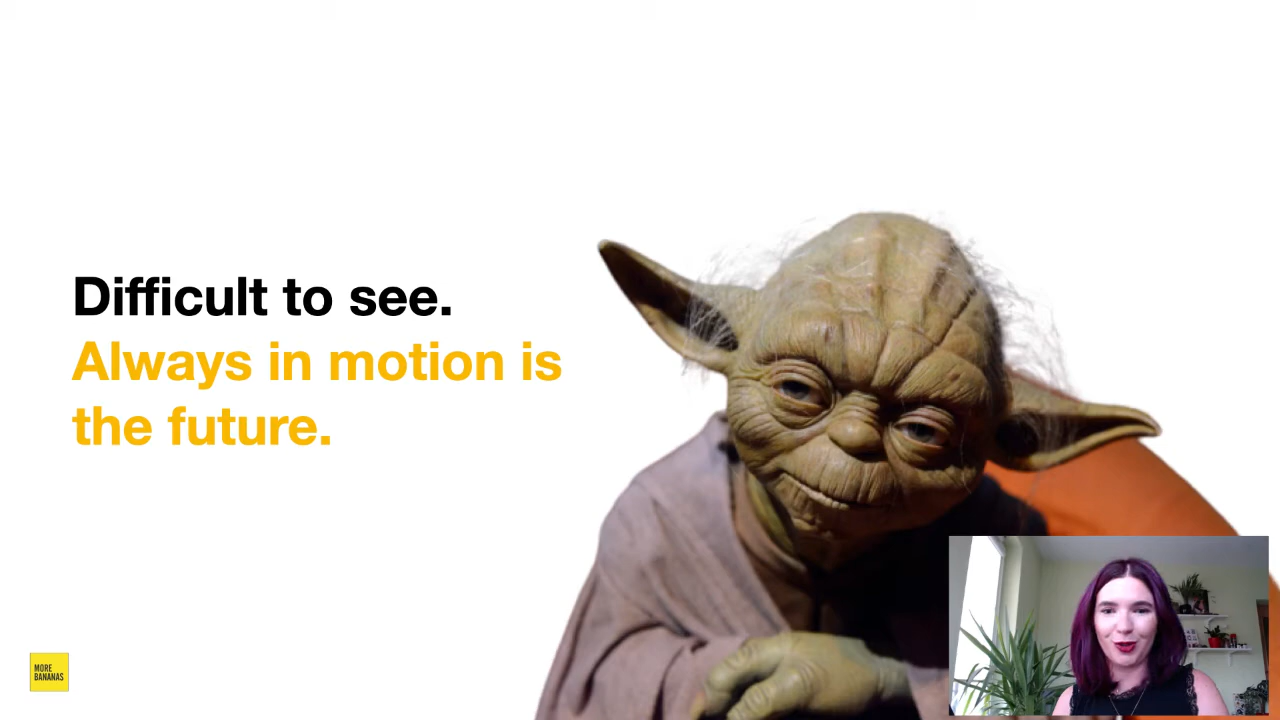 Difficult to see.
Always in motion is
the future.
MORE
BANANAS